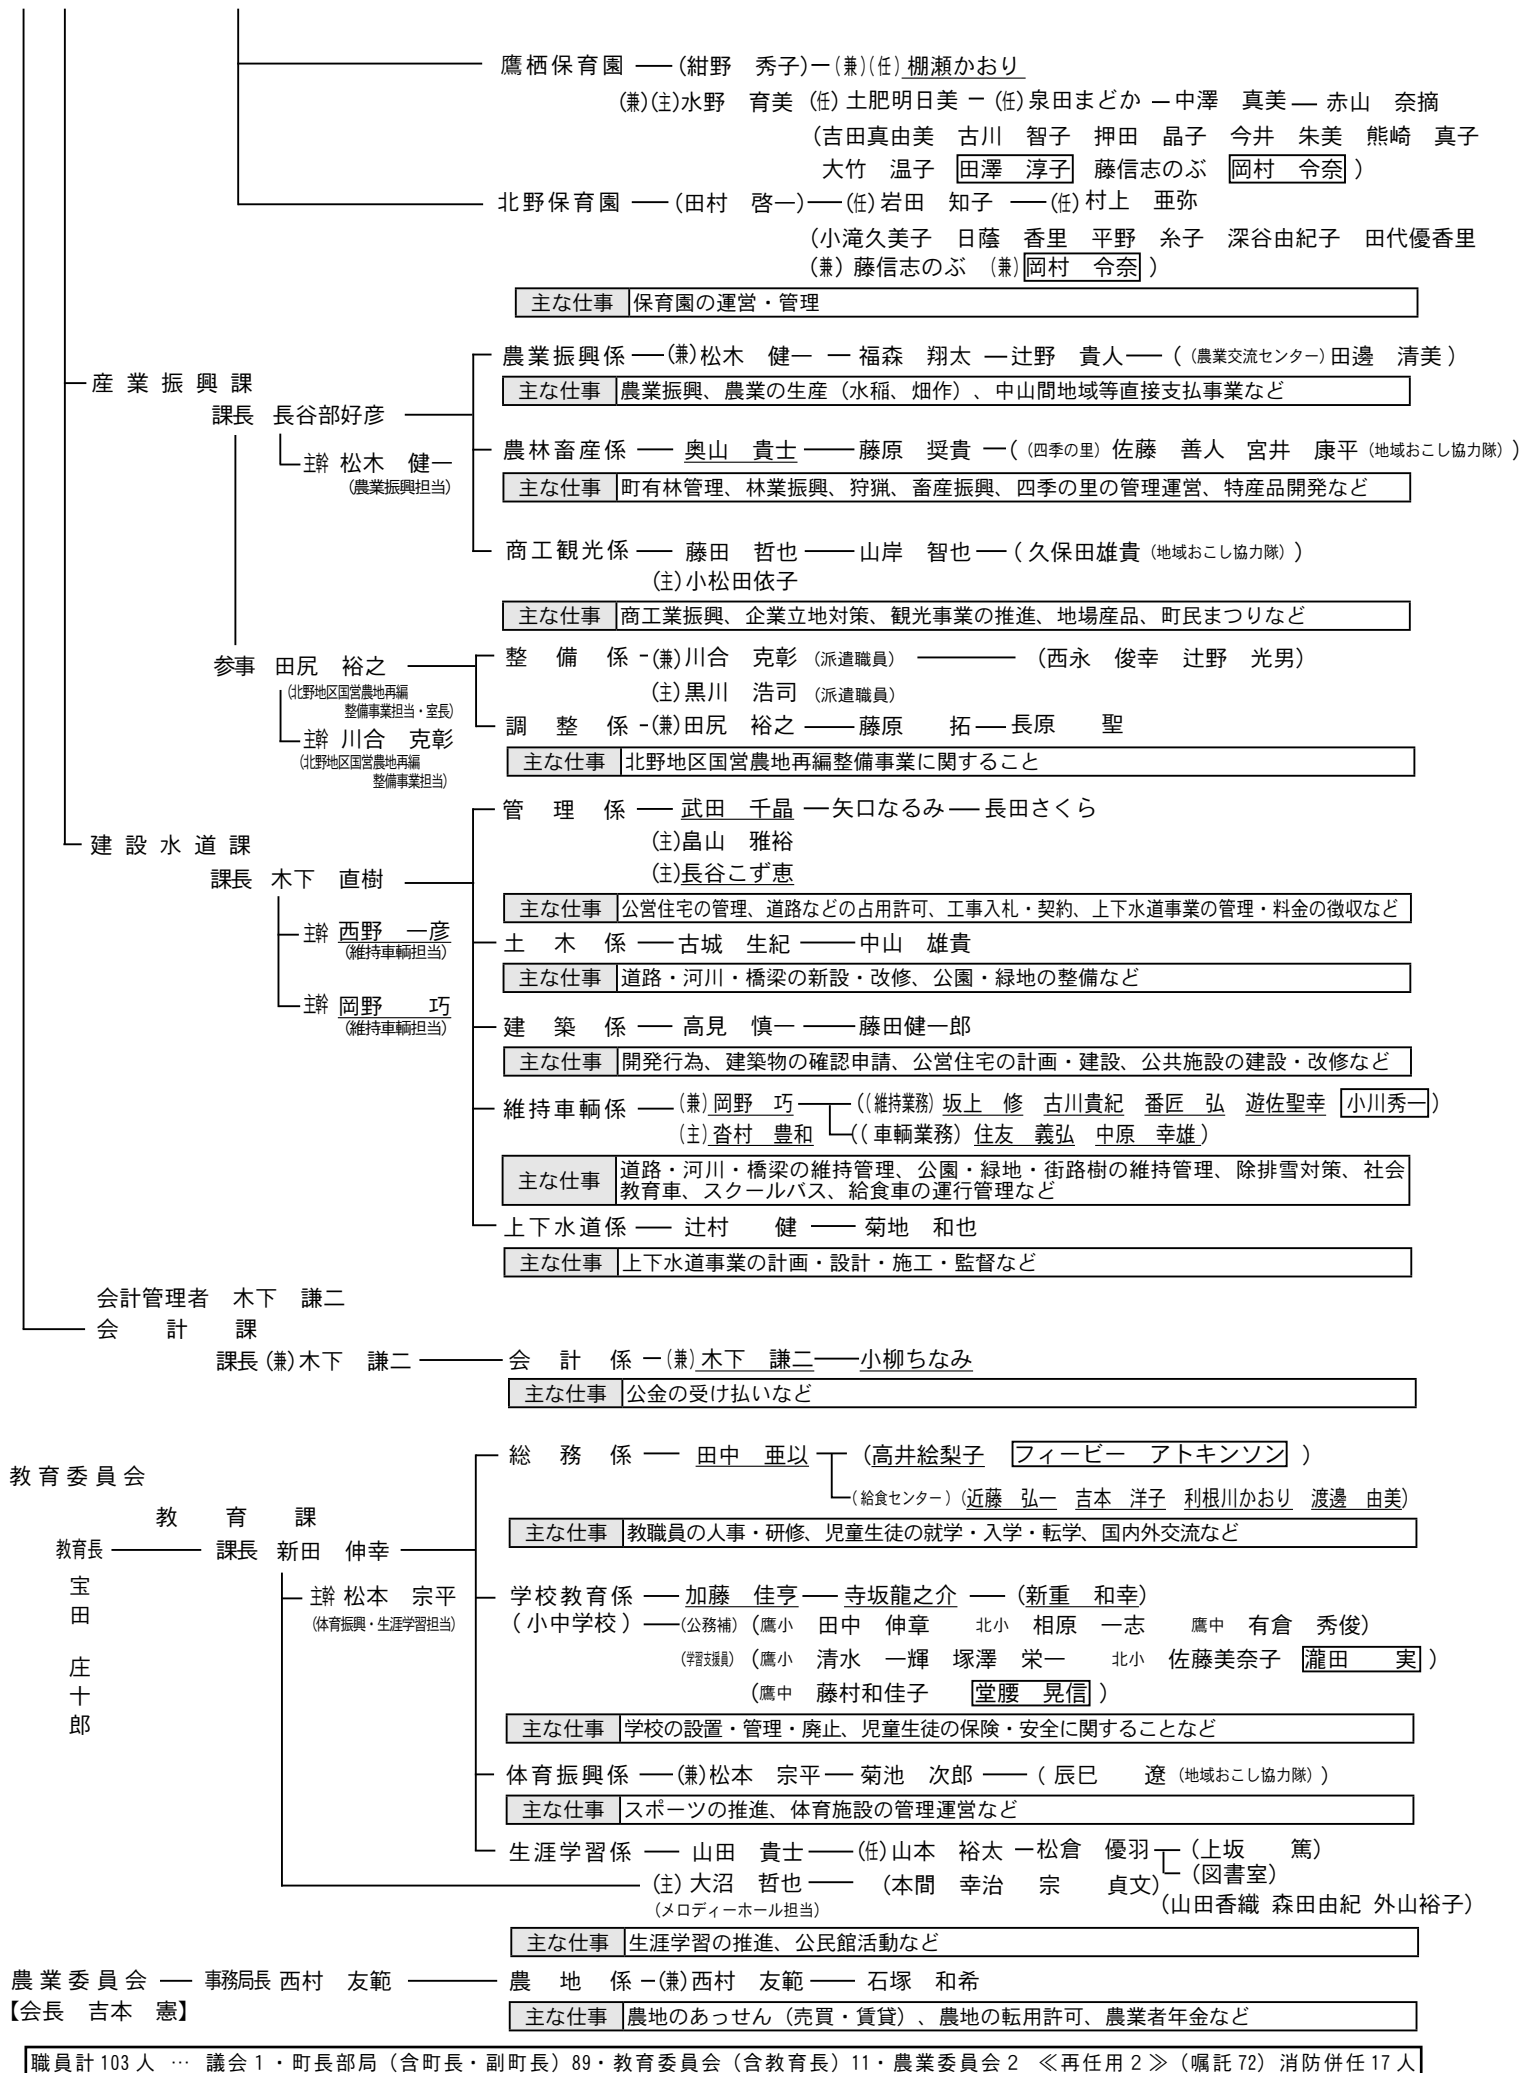 鷹栖保育園 (紺野 秀子) (兼)(任) 棚瀬かおり
(兼)(主)水野 育美 (任) 土肥明日美 (任) 泉田まどか 中澤 真美 赤山 奈摘
(吉田真由美 古川 智子 押田 晶子 今井 朱美 熊崎 真子
大竹 温子 田澤 淳子 藤信志のぶ 岡村 令奈 )
北野保育園 (田村 啓一) (任) 岩田 知子 (任) 村上 亜弥
(小滝久美子 日蔭 香里 平野 糸子 深谷由紀子 田代優香里
(兼) 藤信志のぶ (兼) 岡村 令奈 )
主な仕事 保育園の運営・管理
農業振興係 (兼)松木 健一 福森 翔太 辻野 貴人 ( (農業交流センター) 田邊 清美 )
産業振興課
主な仕事 農業振興、農業の生産(水稲、畑作)、中山間地域等直接支払事業など
課長 長谷部好彦
農林畜産係 奥山 貴士 藤原 奨貴 ( (四季の里) 佐藤 善人 宮井 康平 (地域おこし協力隊) )
主幹 松木 健一
(農業振興担当)
主な仕事 町有林管理、林業振興、狩猟、畜産振興、四季の里の管理運営、特産品開発など
商工観光係 藤田 哲也 山岸 智也 ( 久保田雄貴 (地域おこし協力隊) )
(主)小松田依子
主な仕事 商工業振興、企業立地対策、観光事業の推進、地場産品、町民まつりなど
整備係 (兼)川合 克彰 (派遣職員) (西永 俊幸 辻野 光男)
参事 田尻 裕之
(北野地区国営農地再編
整備事業担当・室長)
(主)黒川 浩司 (派遣職員)
調整係 (兼)田尻 裕之 藤原 拓 長原 聖
主幹 川合 克彰
(北野地区国営農地再編
整備事業担当)
主な仕事 北野地区国営農地再編整備事業に関すること
管理係 武田 千晶 矢口なるみ 長田さくら
(主)畠山 雅裕
建設水道課
(主)長谷こず恵
課長 木下 直樹
主な仕事 公営住宅の管理、道路などの占用許可、工事入札・契約、上下水道事業の管理・料金の徴収など
主幹 西野 一彦
(維持車輌担当)
土木係 古城 生紀 中山 雄貴
主な仕事 道路・河川・橋梁の新設・改修、公園・緑地の整備など
主幹 岡野 巧
(維持車輌担当)
建築係 高見 慎一 藤田健一郎
主な仕事 開発行為、建築物の確認申請、公営住宅の計画・建設、公共施設の建設・改修など
維持車輌係 (兼) 岡野 巧 ((維持業務) 坂上 修 古川貴紀 番匠 弘 遊佐聖幸 小川秀一)
(主) 沓村 豊和 (( 車輌業務) 住友 義弘 中原 幸雄 )
主な仕事 道路・河川・橋梁の維持管理、公園・緑地・街路樹の維持管理、除排雪対策、社会
教育車、スクールバス、給食車の運行管理など
上下水道係 辻村 健 菊地 和也
主な仕事 上下水道事業の計画・設計・施工・監督など
会計管理者 木下 謙二
会計課
課長 (兼)木下 謙二 会計係 (兼) 木下 謙二 小柳ちなみ
主な仕事 公金の受け払いなど
総務係 田中 亜以 (高井絵梨子 フィービー アトキンソン )
教育委員会
( 給食センター ) (近藤 弘一 吉本 洋子 利根川かおり 渡邊 由美)
教育課
主な仕事 教職員の人事・研修、児童生徒の就学・入学・転学、国内外交流など
教育長 課長 新田 伸幸
宝田 庄十郎
主幹 松本 宗平
(体育振興・生涯学習担当)
学校教育係 加藤 佳亨 寺坂龍之介 (新重 和幸)
( 小中学校 ) (公務補) (鷹小 田中 伸章 北小 相原 一志 鷹中 有倉 秀俊)
(学習支援員) (鷹小 清水 一輝 塚澤 栄一 北小 佐藤美奈子 瀧田 実 )
(鷹中 藤村和佳子 堂腰 晃信 )
主な仕事 学校の設置・管理・廃止、児童生徒の保険・安全に関することなど
体育振興係 (兼)松本 宗平 菊池 次郎 ( 辰巳 遼 (地域おこし協力隊) )
主な仕事 スポーツの推進、体育施設の管理運営など
生涯学習係 山田 貴士 (任)山本 裕太 松倉 優羽 (上坂 篤)
(主) 大沼 哲也 (本間 幸治 宗 貞文) (図書室)
(メロディーホール担当)
(山田香織 森田由紀 外山裕子)
主な仕事 生涯学習の推進、公民館活動など
農業委員会 事務局長 西村 友範 農地係 (兼)西村 友範 石塚 和希
【会長 吉本 憲】
主な仕事 農地のあっせん(売買・賃貸)、農地の転用許可、農業者年金など
職員計 103 人 … 議会 1 ・町長部局(含町長・副町長)89・教育委員会(含教育長)11・農業委員会 2 ≪再任用 2 ≫(嘱託 72)消防併任 17 人